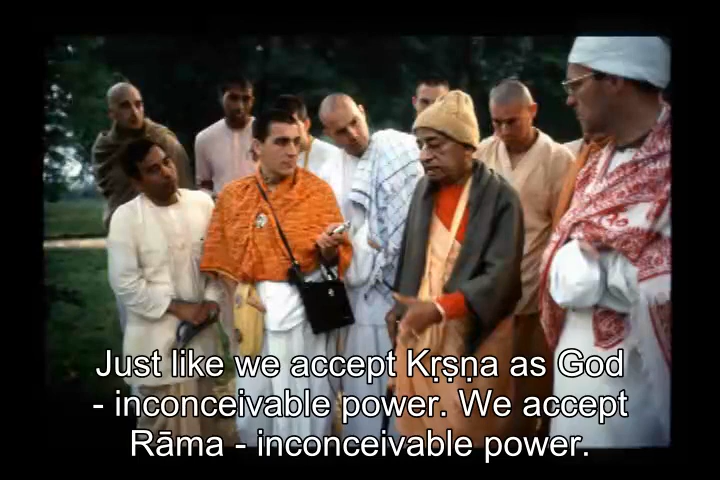 Just like we accept Kṛṣṇa as God
- inconceivable power. We accept
Rāma - inconceivable power.